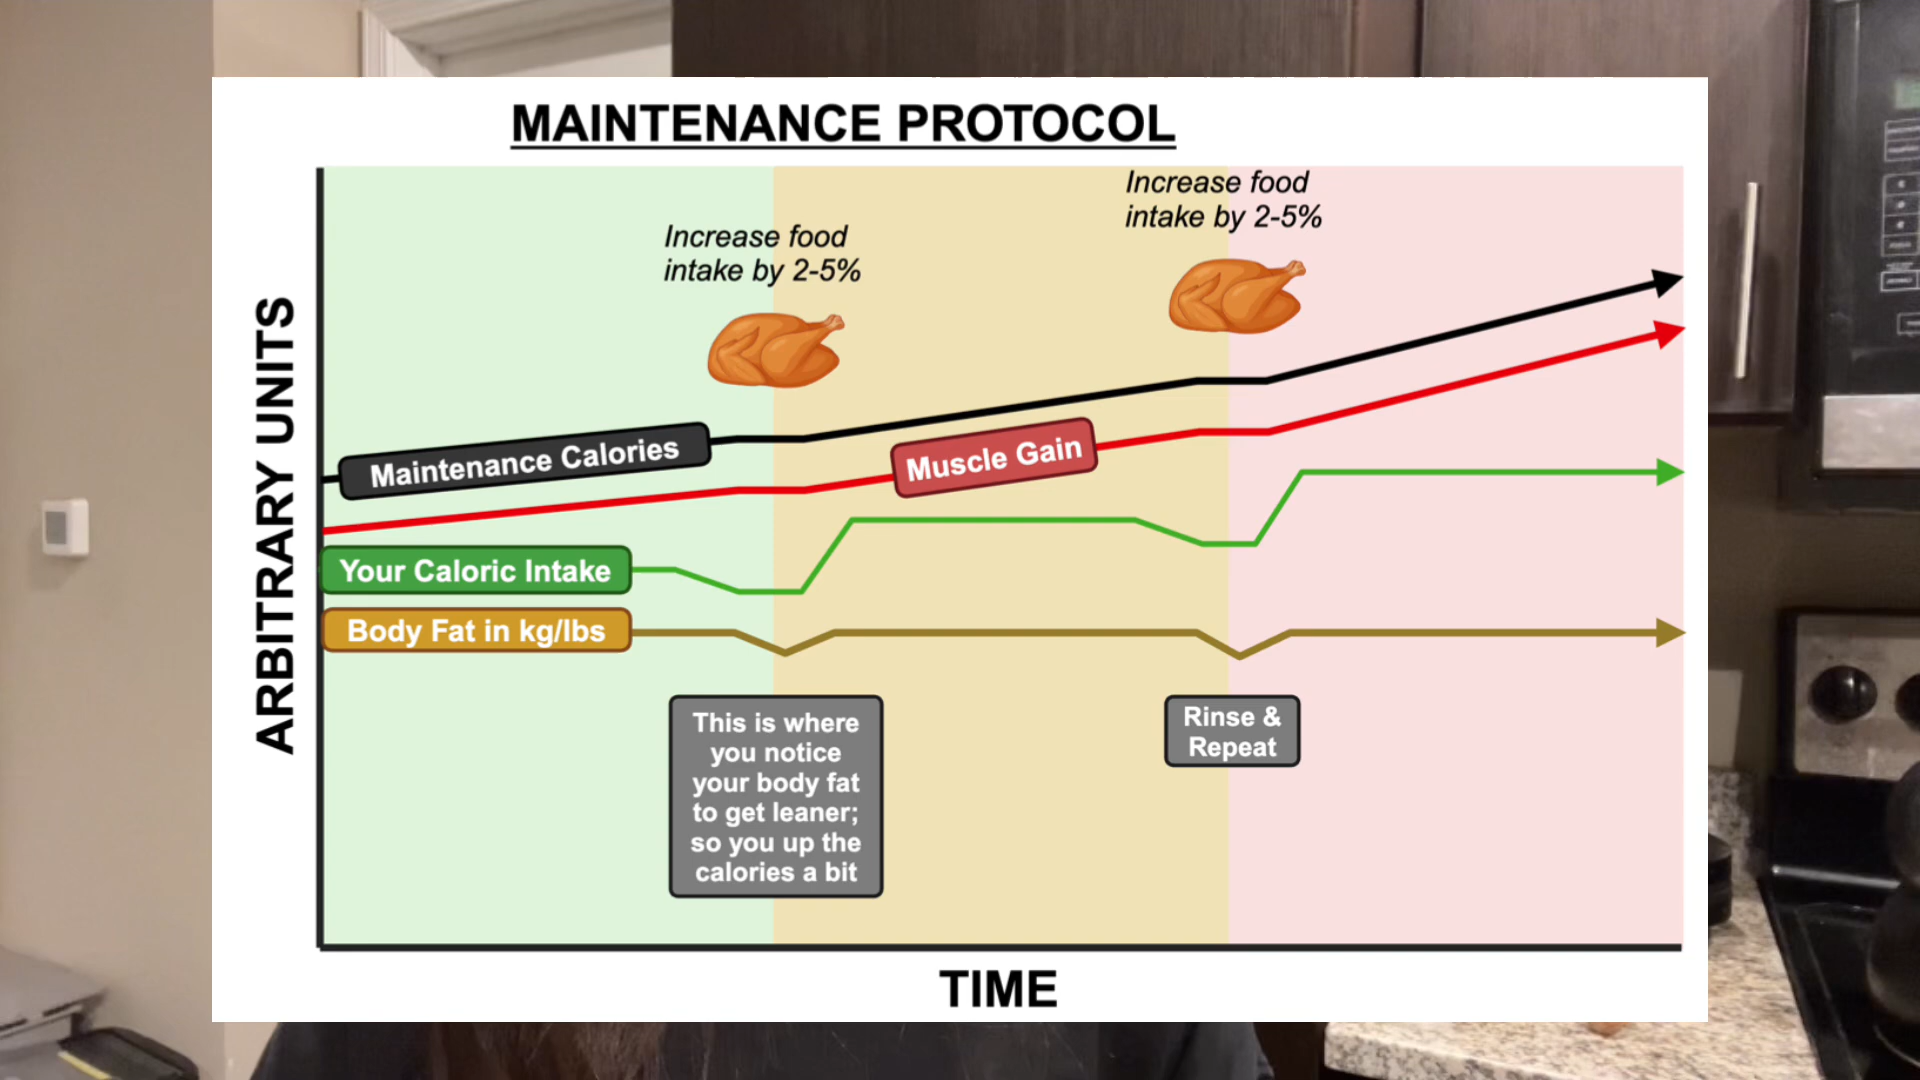 MAINTENANCE PROTOCOL
Increase food
intake by 2-5%
Increase food
intake by 2-5%
ARBITRARY UNITS
Maintenance Calories
Muscle Gain
Your Caloric Intake
Body Fat in kg/lbs
This is where
you notice
your body fat
to get leaner;
so you up the
calories a bit
Rinse &
Repeat
TIME